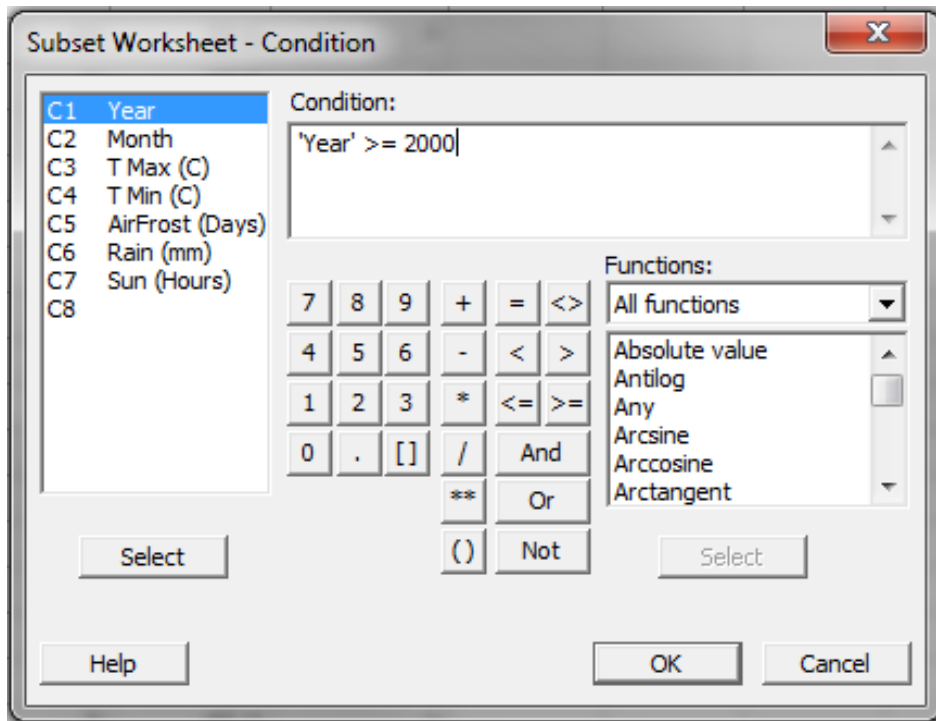 Subset Worksheet - Condition
C1 Year
C2 Month
C3 T Max (C)
C4 T Min (C)
C5 AirFrost (Days)
C6 Rain (mm)
C7 Sun (Hours)
C8
Condition:
'Year' >= 2000
Functions:
All functions
Absolute value
Antilog
Any
Arcsine
Arccosine
Arctangent
7 8 9 + = <>
4 5 6 - < >
1 2 3 * <= >=
0 . [] / And
** Or
() Not
Select
Select
Help
OK
Cancel